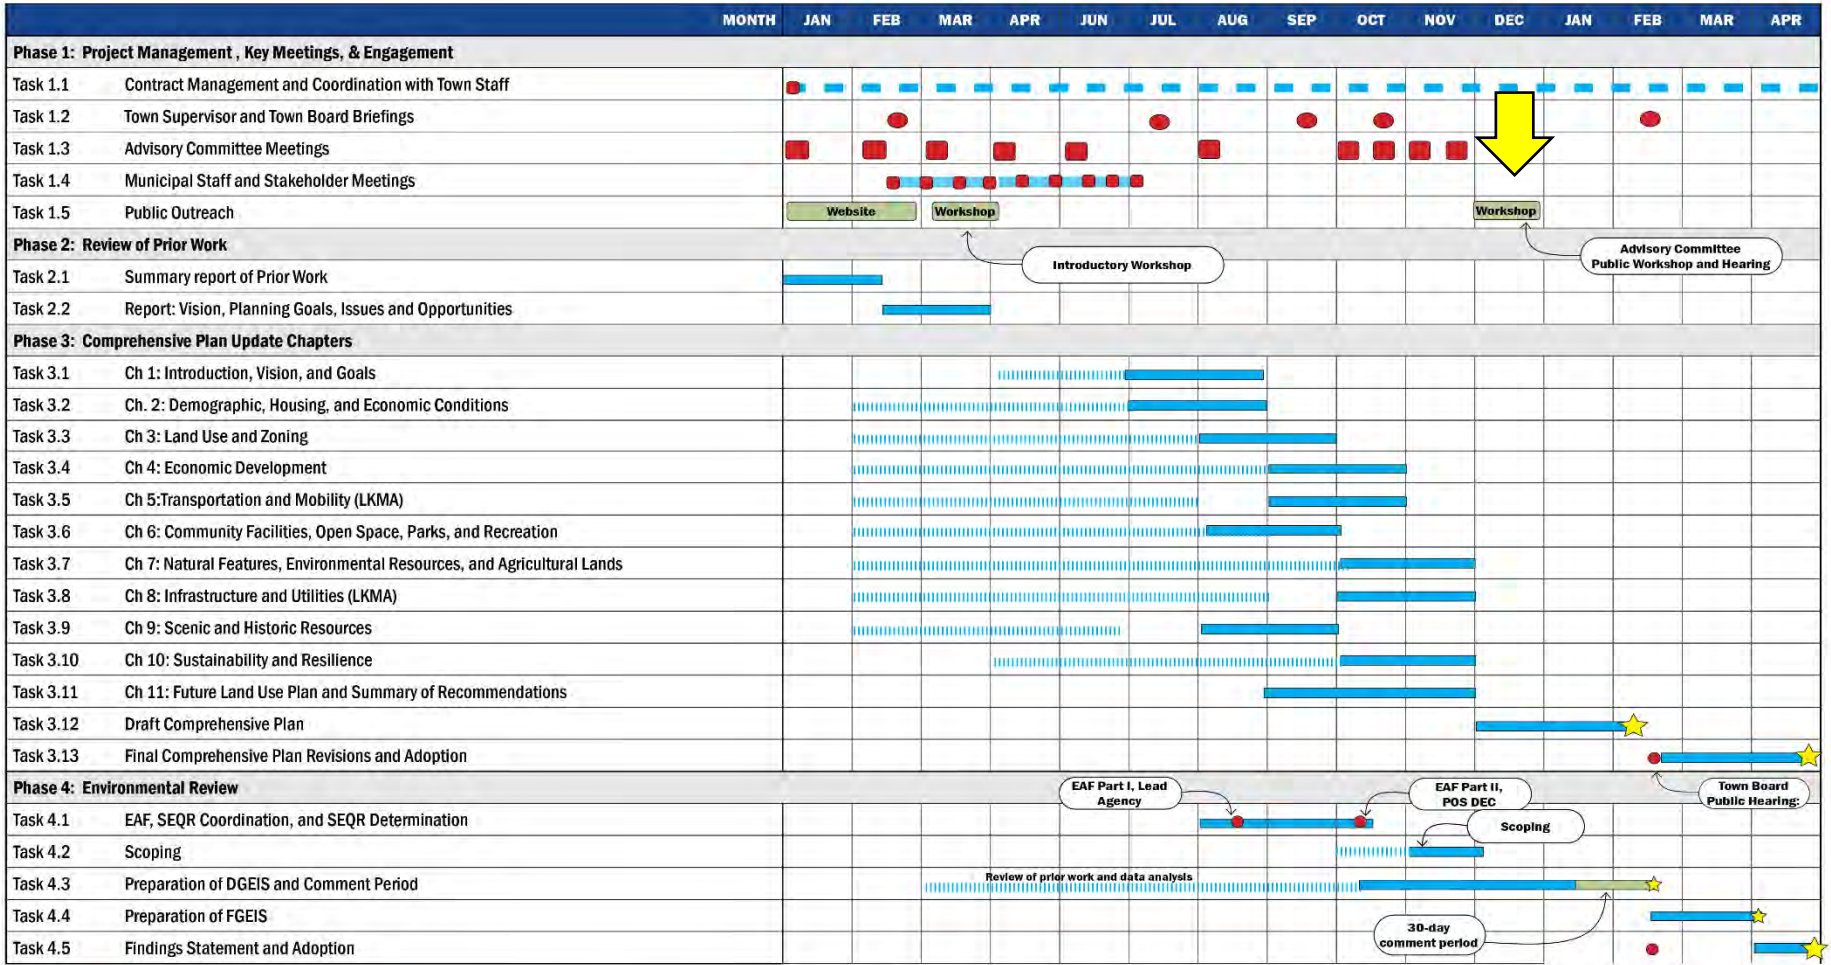 MONTH JAN FEB MAR APR JUN JUL AUG SEP OCT NOV DEC JAN FEB MAR APR
Phase 1: Project Management , Key Meetings, & Engagement
Task 1.1 Contract Management and Coordination with Town Staff
Task 1.2 Town Supervisor and Town Board Briefings
Task 1.3 Advisory Committee Meetings
Task 1.4 Municipal Staff and Stakeholder Meetings
Task 1.5 Public Outreach Website Workshop Workshop
Phase 2: Review of Prior Work
Introductory Workshop
Advisory Committee
Public Workshop and Hearing
Task 2.1 Summary report of Prior Work
Task 2.2 Report: Vision, Planning Goals, Issues and Opportunities
Phase 3: Comprehensive Plan Update Chapters
Task 3.1 Ch 1: Introduction, Vision, and Goals
Task 3.2 Ch. 2: Demographic, Housing, and Economic Conditions
Task 3.3 Ch 3: Land Use and Zoning
Task 3.4 Ch 4: Economic Development
Task 3.5 Ch 5:Transportation and Mobility (LKMA)
Task 3.6 Ch 6: Community Facilities, Open Space, Parks, and Recreation
Task 3.7 Ch 7: Natural Features, Environmental Resources, and Agricultural Lands
Task 3.8 Ch 8: Infrastructure and Utilities (LKMA)
Task 3.9 Ch 9: Scenic and Historic Resources
Task 3.10 Ch 10: Sustainability and Resilience
Task 3.11 Ch 11: Future Land Use Plan and Summary of Recommendations
Task 3.12 Draft Comprehensive Plan
Task 3.13 Final Comprehensive Plan Revisions and Adoption
Phase 4: Environmental Review
EAF Part I, Lead
Agency
EAF Part II,
POS DEC
Town Board
Public Hearing:
Task 4.1 EAF, SEQR Coordination, and SEQR Determination
Scoping
Task 4.2 Scoping
Task 4.3 Preparation of DGEIS and Comment Period Review of prior work and data analysis
Task 4.4 Preparation of FGEIS
30-day
comment period
Task 4.5 Findings Statement and Adoption